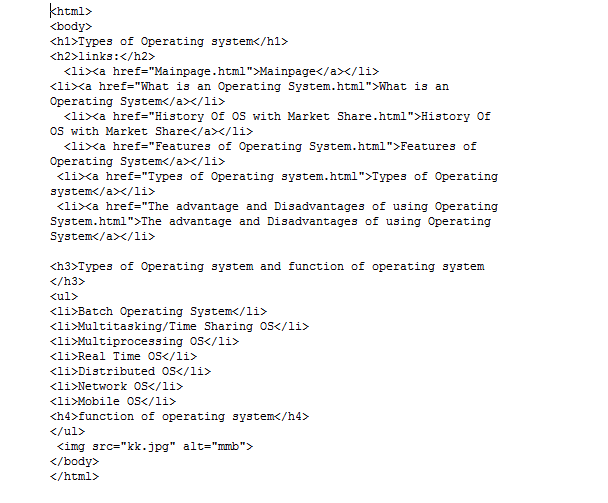 <html>
<body>
<h1>Types of Operating system</h1>
<h2>links:</h2>
  <li><a href="Mainpage.html">Mainpage</a></li>
<li><a href="What is an Operating System.html">What is an
Operating System</a></li>
  <li><a href="History Of OS with Market Share.html">History Of
OS with Market Share</a></li>
  <li><a href="Features of Operating System.html">Features of
Operating System</a></li>
 <li><a href="Types of Operating system.html">Types of Operating
system</a></li>
 <li><a href="The advantage and Disadvantages of using Operating
System.html">The advantage and Disadvantages of using Operating
System</a></li>

<h3>Types of Operating system and function of operating system
</h3>
<ul>
<li>Batch Operating System</li>
<li>Multitasking/Time Sharing OS</li>
<li>Multiprocessing OS</li>
<li>Real Time OS</li>
<li>Distributed OS</li>
<li>Network OS</li>
<li>Mobile OS</li>
<h4>function of operating system</h4>
</ul>
 <img src="kk.jpg" alt="mmb">
</body>
</html>